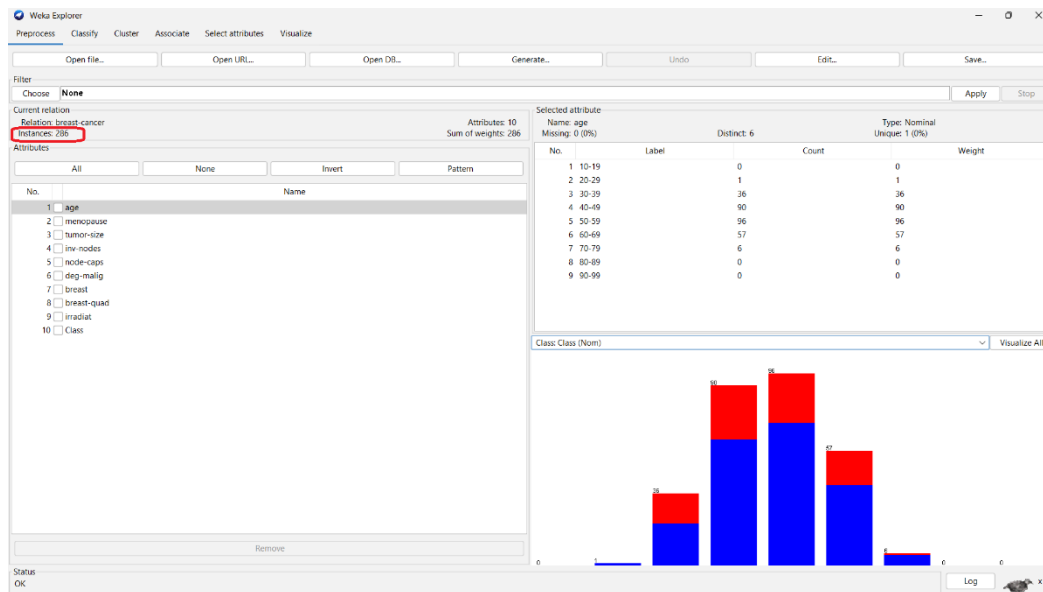 Weka Explorer
Preprocess Classify Cluster Associate Select attributes Visualize
Open file... Open URL... Open DB... Generate... Undo Edit... Save...
Filter
Choose None Apply Stop
Current relation
Relation: breast-cancer Attributes: 10
Instances: 286 Sum of weights: 286
Attributes
All None Invert Pattern
No. Name
1 age
2 menopause
3 tumor-size
4 inv-nodes
5 node-caps
6 deg-malig
7 breast
8 breast-quad
9 irradiat
10 Class
Remove
Selected attribute
Name: age Type: Nominal
Missing: 0 (0%) Distinct: 6 Unique: 1 (0%)
No. Label Count Weight
1 10-19 0 0
2 20-29 1 1
3 30-39 36 36
4 40-49 90 90
5 50-59 96 96
6 60-69 57 57
7 70-79 6 6
8 80-89 0 0
9 90-99 0 0
Class: Class (Nom) Visualize All
0 1 36 90 96 57 6 0 0
Status
OK Log x